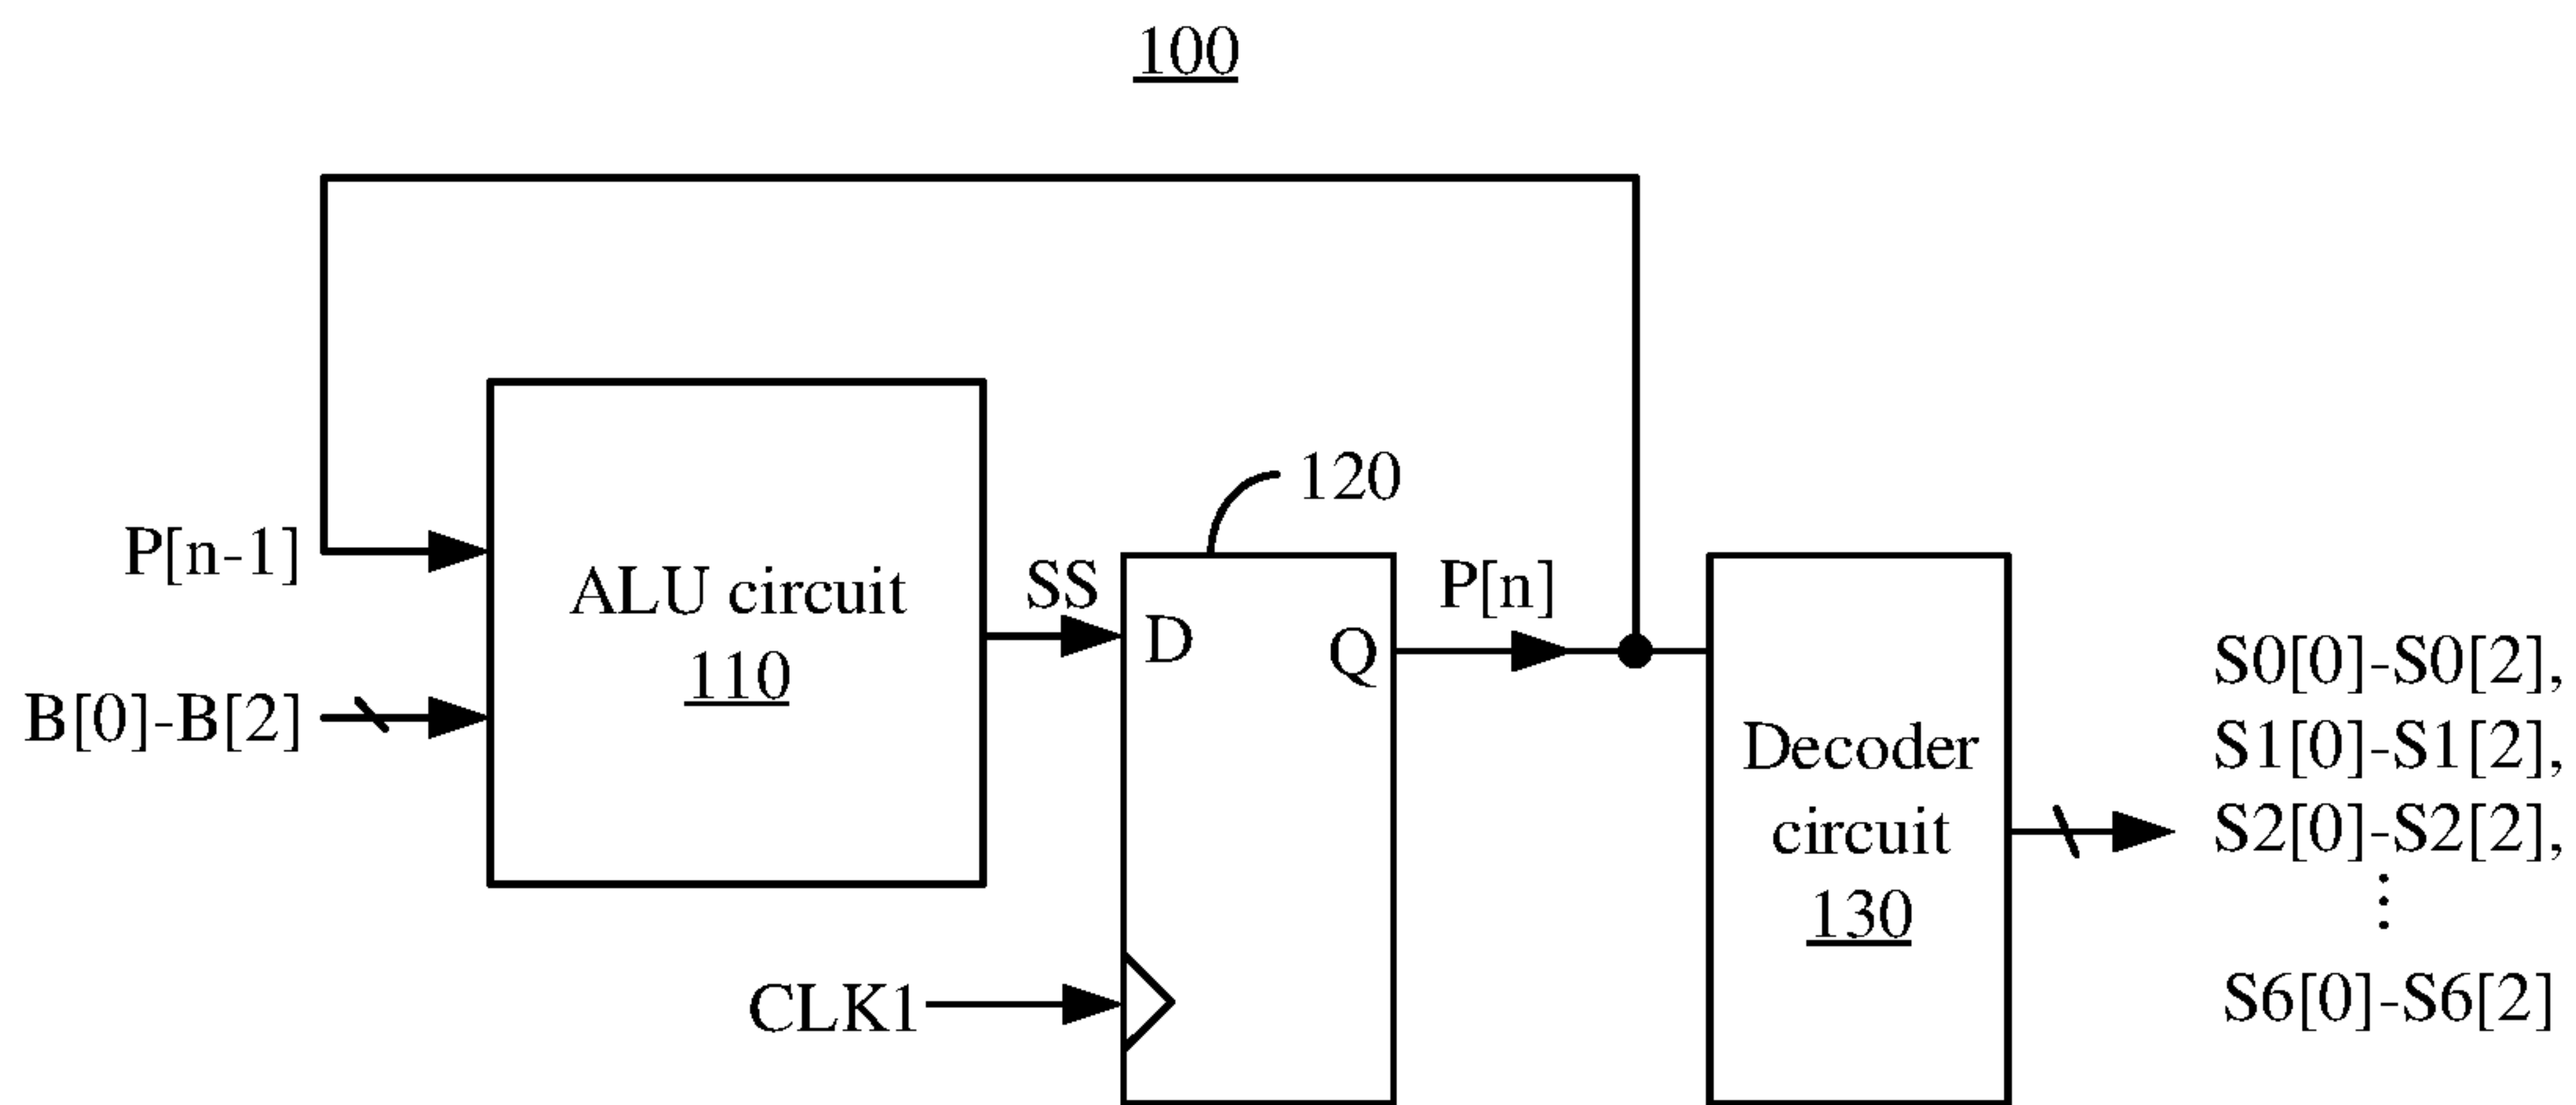 100
P[n-1]
B[0]-B[2]
ALU circuit
110
SS
120
D
Q
CLK1
P[n]
Decoder
circuit
130
S0[0]-S0[2],
S1[0]-S1[2],
S2[0]-S2[2],
⋮
S6[0]-S6[2]